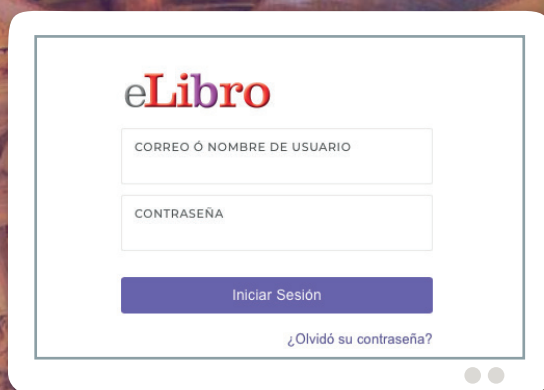 eLibro
CORREO Ó NOMBRE DE USUARIO
CONTRASEÑA
Iniciar Sesión
¿Olvidó su contraseña?